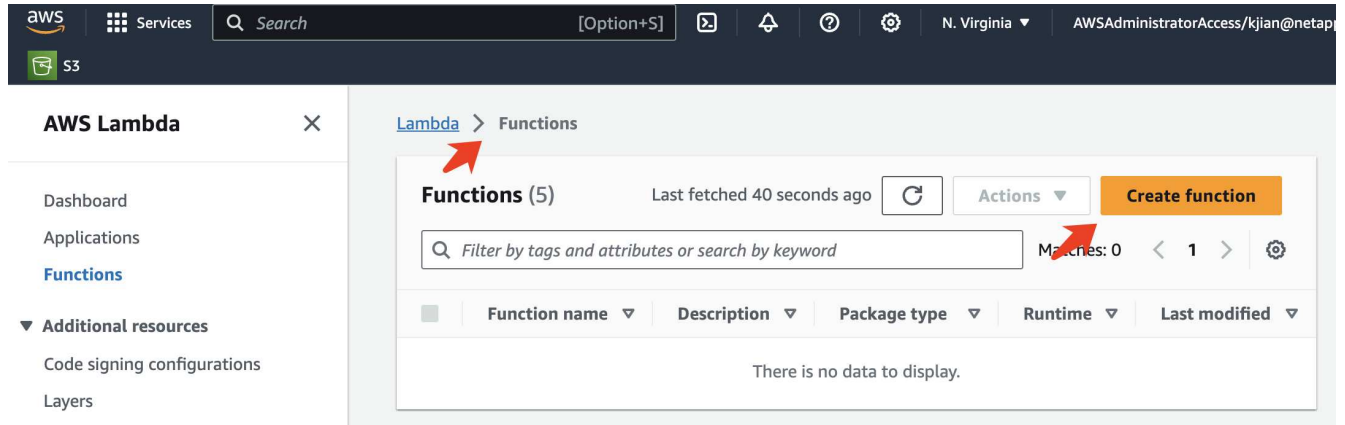 aws Services Search [Option+S] N. Virginia ▼ AWSAdministratorAccess/kjian@netapp
S3
AWS Lambda
Lambda > Functions
Functions (5) Last fetched 40 seconds ago Actions ▼ Create function
Filter by tags and attributes or search by keyword Matches: 0 < 1 >
Function name Description Package type Runtime Last modified
There is no data to display.
Dashboard
Applications
Functions
▼ Additional resources
Code signing configurations
Layers